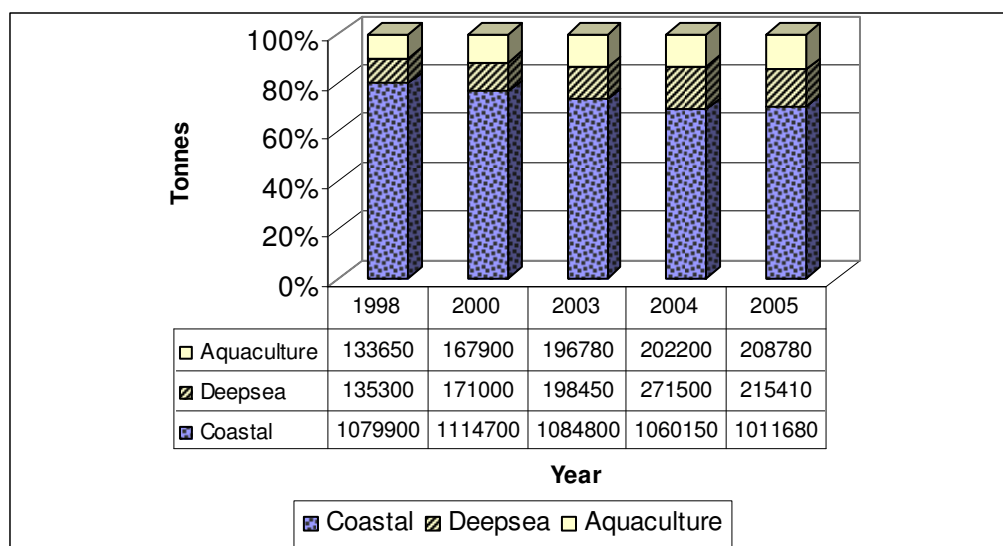 100%
80%
60%
40%
20%
0%
Tonnes
1998 2000 2003 2004 2005
Aquaculture 133650 167900 196780 202200 208780
Deepsea 135300 171000 198450 271500 215410
Coastal 1079900 1114700 1084800 1060150 1011680
Year
Coastal Deepsea Aquaculture